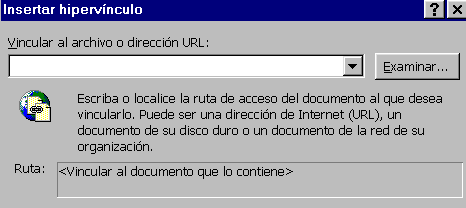 Insertar hipervínculo
Vincular al archivo o dirección URL:
Examinar...
Escriba o localice la ruta de acceso del documento al que desea
vincularlo. Puede ser una dirección de Internet (URL), un
documento de su disco duro o un documento de la red de su
organización.
Ruta: <Vincular al documento que lo contiene>